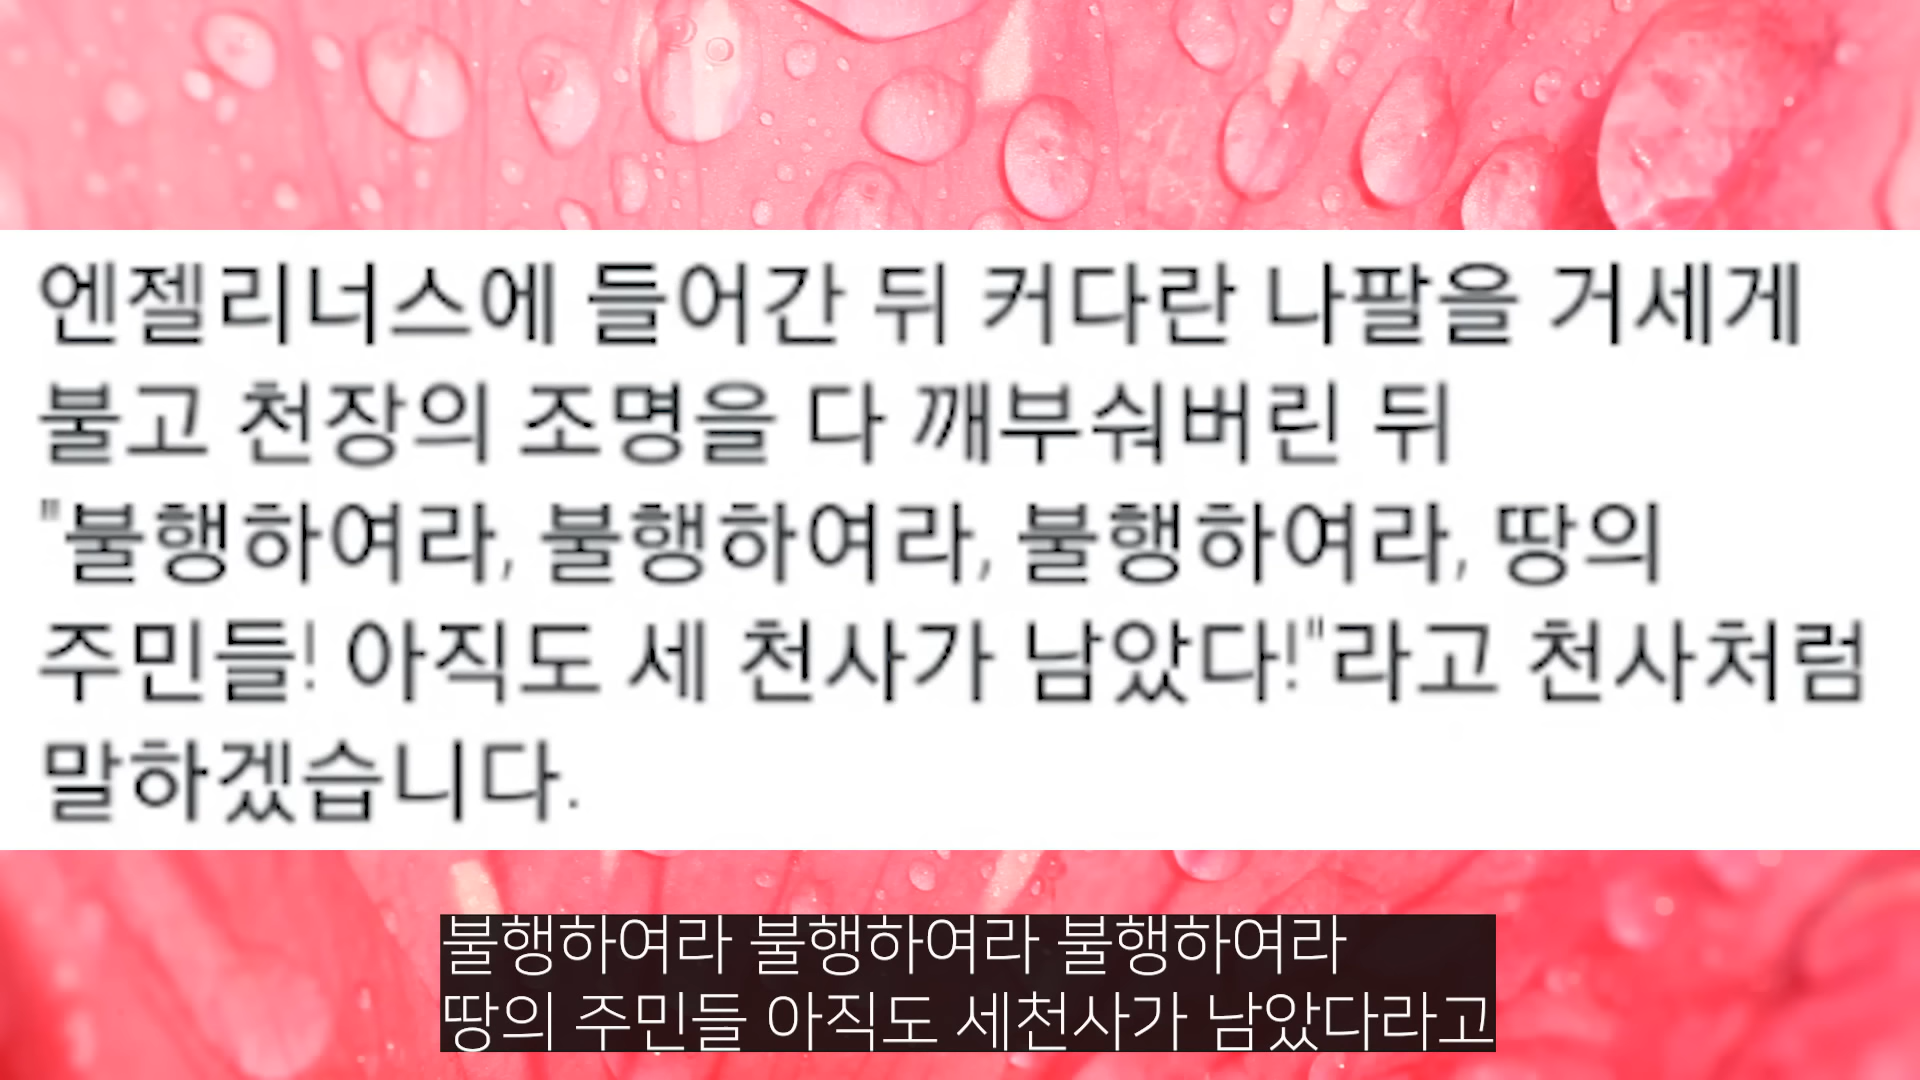 엔젤리너스에 들어간 뒤 커다란 나팔을 거세게
불고 천장의 조명을 다 깨부숴버린 뒤
"불행하여라, 불행하여라, 불행하여라, 땅의
주민들! 아직도 세 천사가 남았다!"라고 천사처럼
말하겠습니다.
불행하여라 불행하여라 불행하여라
땅의 주민들 아직도 세천사가 남았다라고